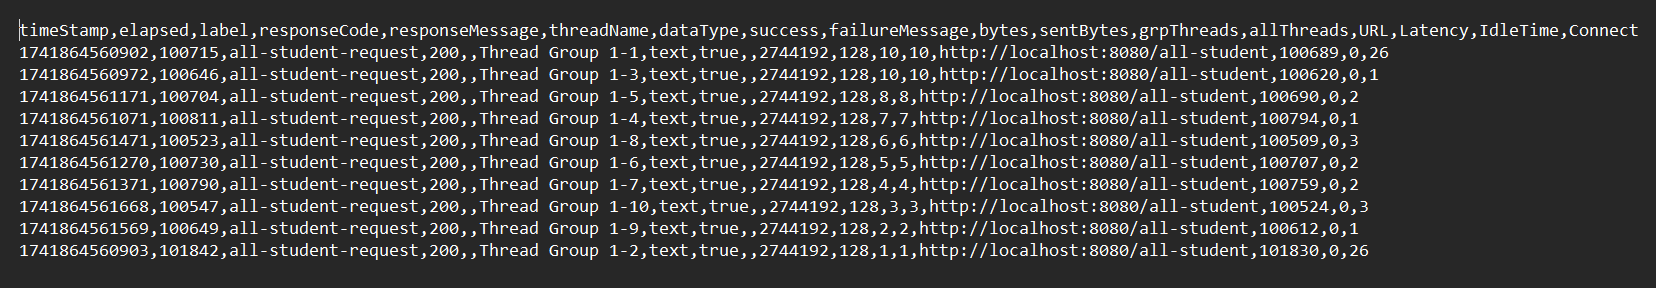 timeStamp,elapsed,label,responseCode,responseMessage,threadName,dataType,success,failureMessage,bytes,sentBytes,grpThreads,allThreads,URL,Latency,IdleTime,Connect
1741864560902,100715,all-student-request,200,,Thread Group 1-1,text,true,,2744192,128,10,10,http://localhost:8080/all-student,100689,0,26
1741864560972,100646,all-student-request,200,,Thread Group 1-3,text,true,,2744192,128,10,10,http://localhost:8080/all-student,100620,0,1
1741864561171,100704,all-student-request,200,,Thread Group 1-5,text,true,,2744192,128,8,8,http://localhost:8080/all-student,100690,0,2
1741864561071,100811,all-student-request,200,,Thread Group 1-4,text,true,,2744192,128,7,7,http://localhost:8080/all-student,100794,0,1
1741864561471,100523,all-student-request,200,,Thread Group 1-8,text,true,,2744192,128,6,6,http://localhost:8080/all-student,100509,0,3
1741864561270,100730,all-student-request,200,,Thread Group 1-6,text,true,,2744192,128,5,5,http://localhost:8080/all-student,100707,0,2
1741864561371,100790,all-student-request,200,,Thread Group 1-7,text,true,,2744192,128,4,4,http://localhost:8080/all-student,100759,0,2
1741864561668,100547,all-student-request,200,,Thread Group 1-10,text,true,,2744192,128,3,3,http://localhost:8080/all-student,100524,0,3
1741864561569,100649,all-student-request,200,,Thread Group 1-9,text,true,,2744192,128,2,2,http://localhost:8080/all-student,100612,0,1
1741864560903,101842,all-student-request,200,,Thread Group 1-2,text,true,,2744192,128,1,1,http://localhost:8080/all-student,101830,0,26